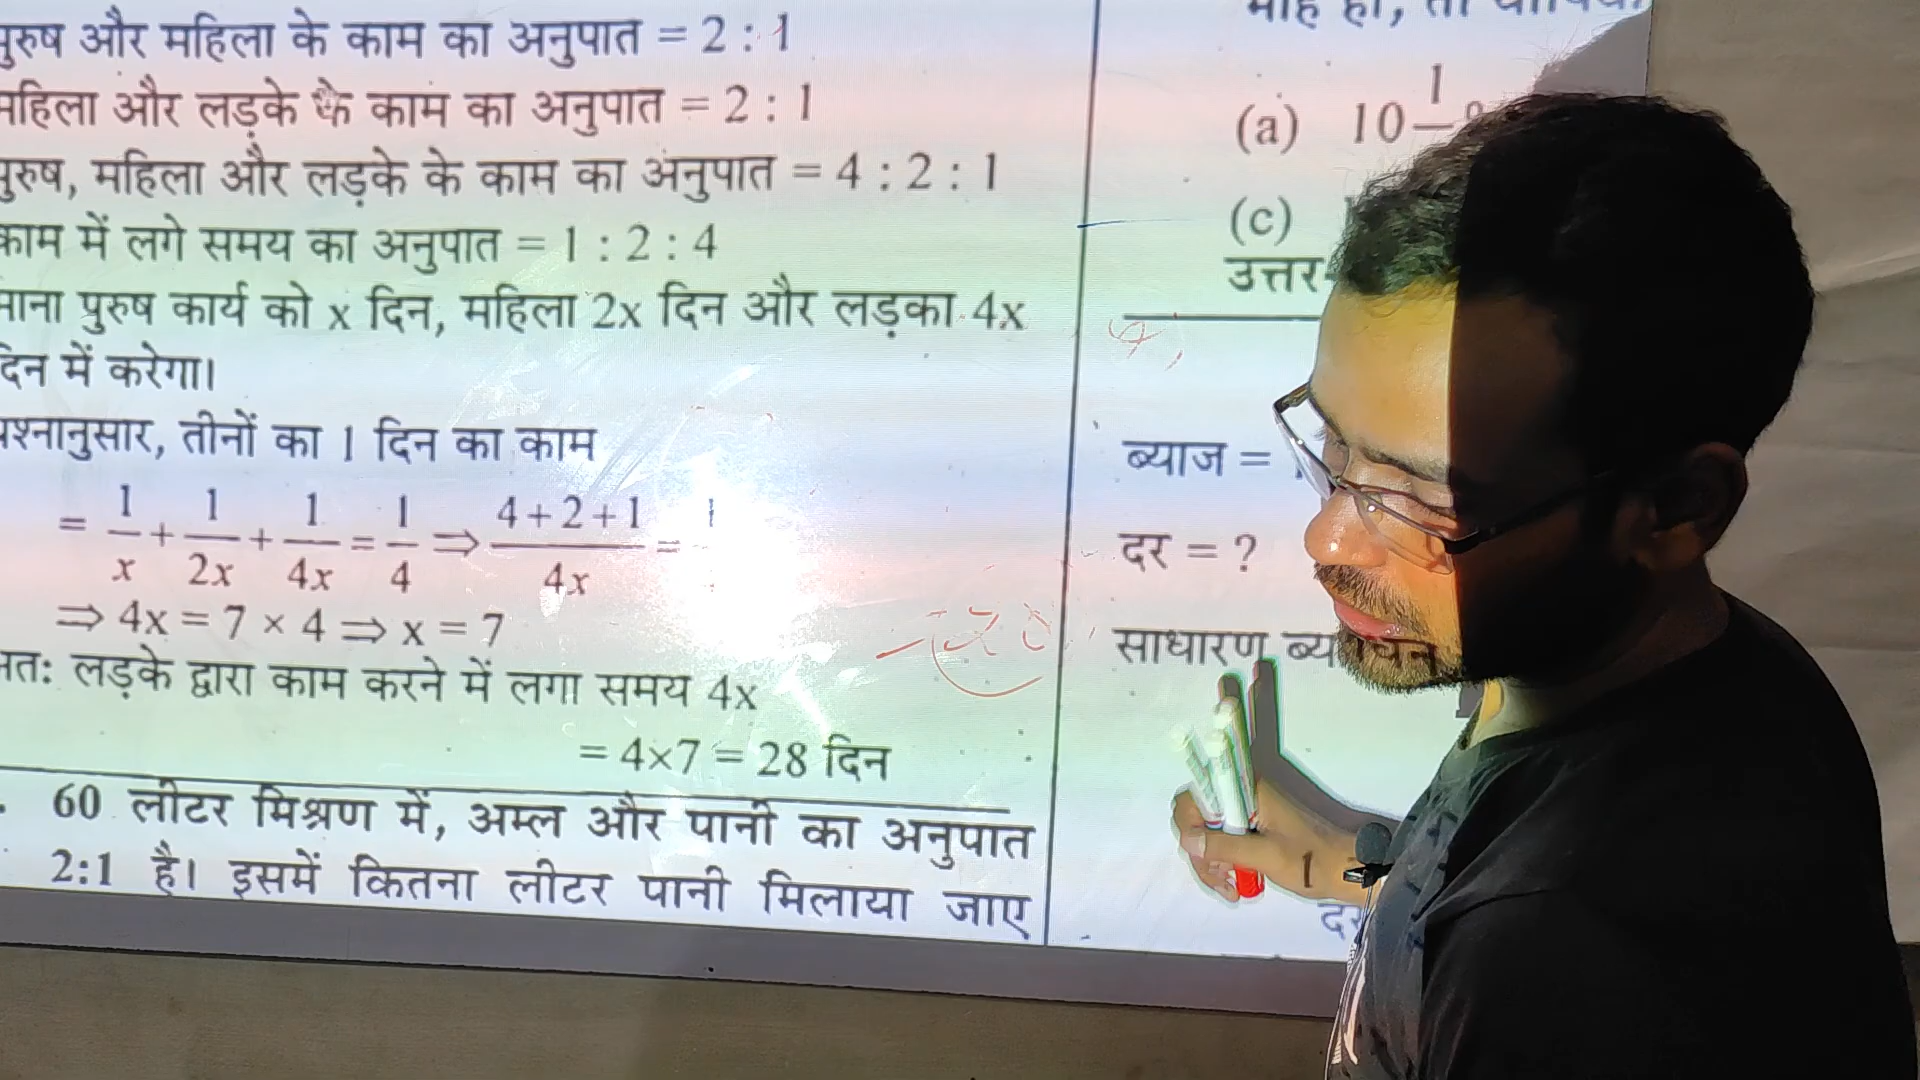 पुरुष और महिला के काम का अनुपात = 2 : 1
महिला और लड़के के काम का अनुपात = 2 : 1
पुरुष, महिला और लड़के के काम का अनुपात = 4 : 2 : 1
काम में लगे समय का अनुपात = 1 : 2 : 4
माना पुरुष कार्य को x दिन, महिला 2x दिन और लड़का 4x
दिन में करेगा।
प्रश्नानुसार, तीनों का 1 दिन का काम
= 1/x + 1/2x + 1/4x = 1/4 ⇒ (4+2+1)/4x = 1
⇒ 4x = 7 × 4 ⇒ x = 7
अत: लड़के द्वारा काम करने में लगा समय 4x
= 4×7 = 28 दिन
60 लीटर मिश्रण में, अम्ल और पानी का अनुपात
2:1 है। इसमें कितना लीटर पानी मिलाया जाए
(a) 10 1
(c)
उत्तर-
ब्याज =
दर = ?
साधारण
1